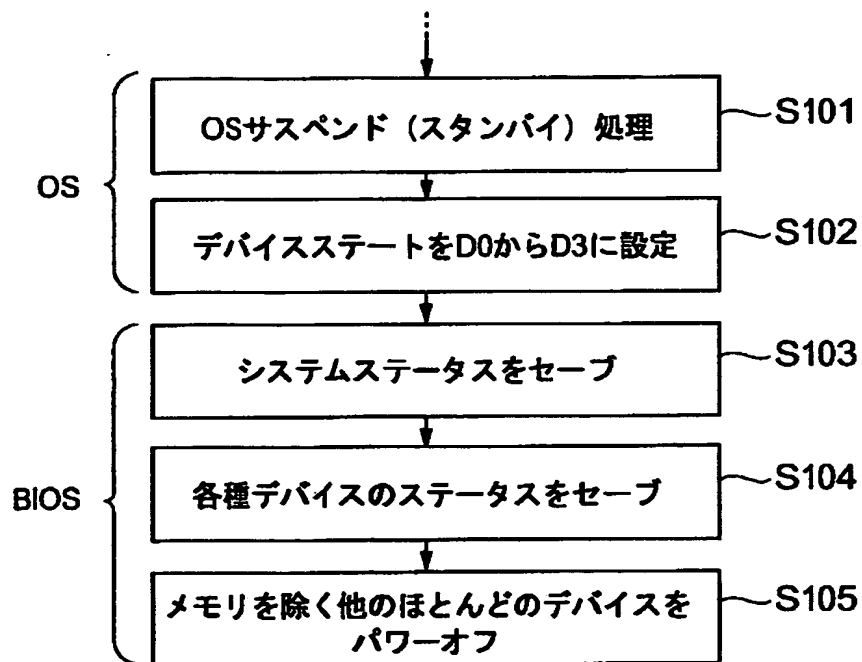 OS
OSサスペンド（スタンバイ）処理
S101
デバイスステートをD0からD3に設定
S102
BIOS
システムステータスをセーブ
S103
各種デバイスのステータスをセーブ
S104
メモリを除く他のほとんどのデバイスを
パワーオフ
S105